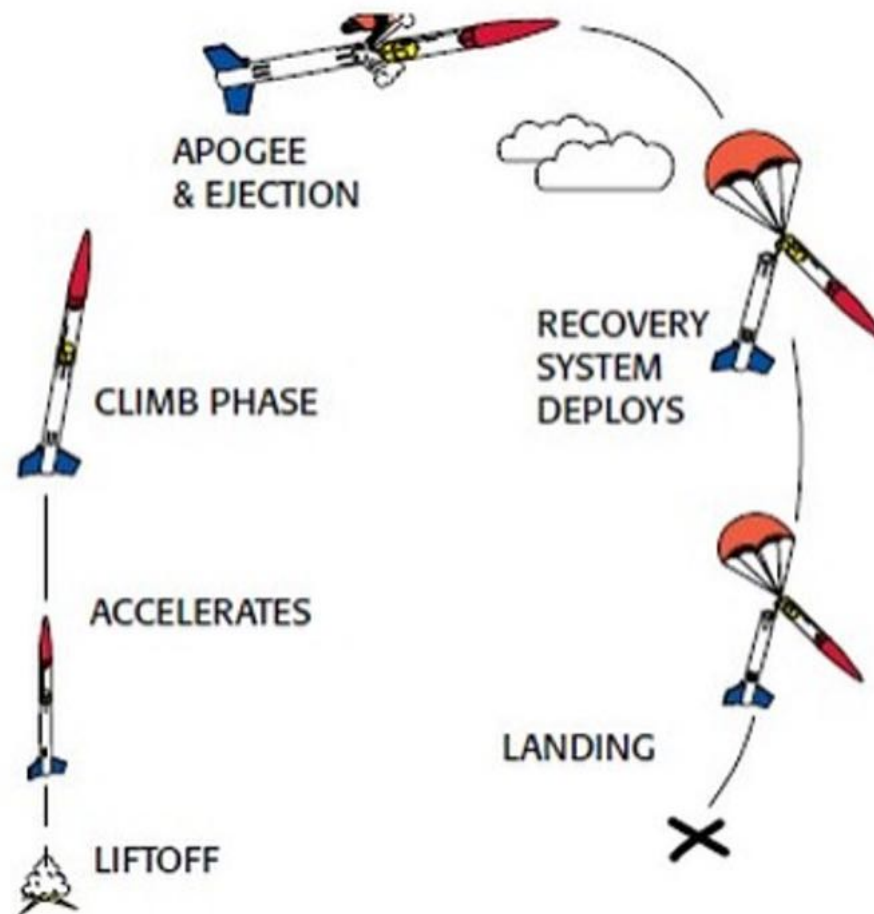 APOGEE
& EJECTION
CLIMB PHASE
RECOVERY
SYSTEM
DEPLOYS
ACCELERATES
LANDING
LIFTOFF